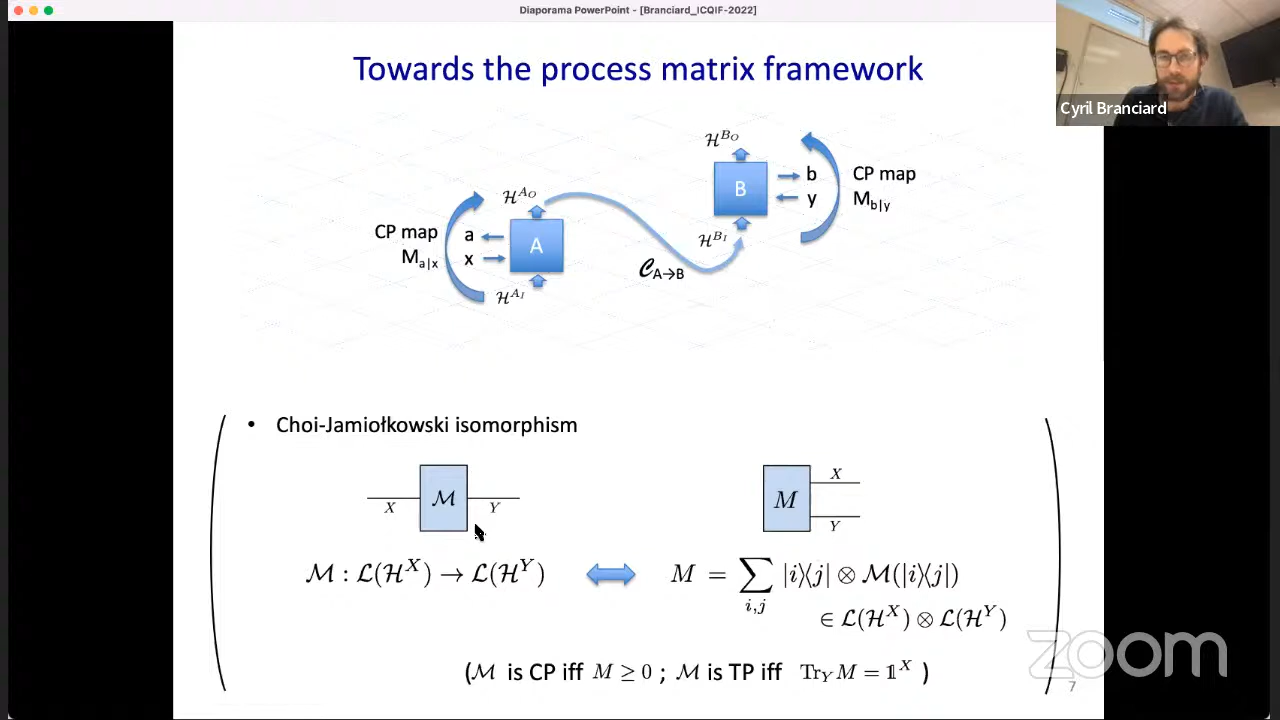 Diaporama PowerPoint - [Branciard_ICQIF-2022]
Towards the process matrix framework
Cyril Branciard
CP map
M_{a|x}
a
x
ℋ^{A_O}
A
ℋ^{A_I}
𝒞_{A→B}
ℋ^{B_O}
B
ℋ^{B_I}
b
y
CP map
M_{b|y}
• Choi-Jamiołkowski isomorphism
X ℳ Y
M X Y
ℳ : ℒ(ℋ^X) → ℒ(ℋ^Y)
M = ∑_{i,j} |i⟩⟨j| ⊗ ℳ(|i⟩⟨j|)
∈ ℒ(ℋ^X) ⊗ ℒ(ℋ^Y)
(ℳ is CP iff M ≥ 0 ; ℳ is TP iff Tr_Y M = 𝟙^X )
zoom
7